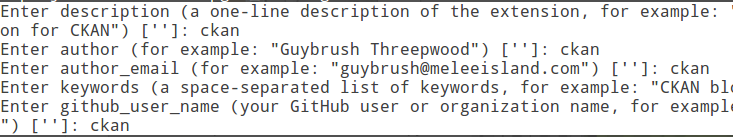 Enter description (a one-line description of the extension, for example: '
on for CKAN") ['']: ckan
Enter author (for example: "Guybrush Threepwood") ['']: ckan
Enter author_email (for example: "guybrush@meleeisland.com") ['']: ckan
Enter keywords (a space-separated list of keywords, for example: "CKAN blo
Enter github_user_name (your GitHub user or organization name, for example
") ['']: ckan